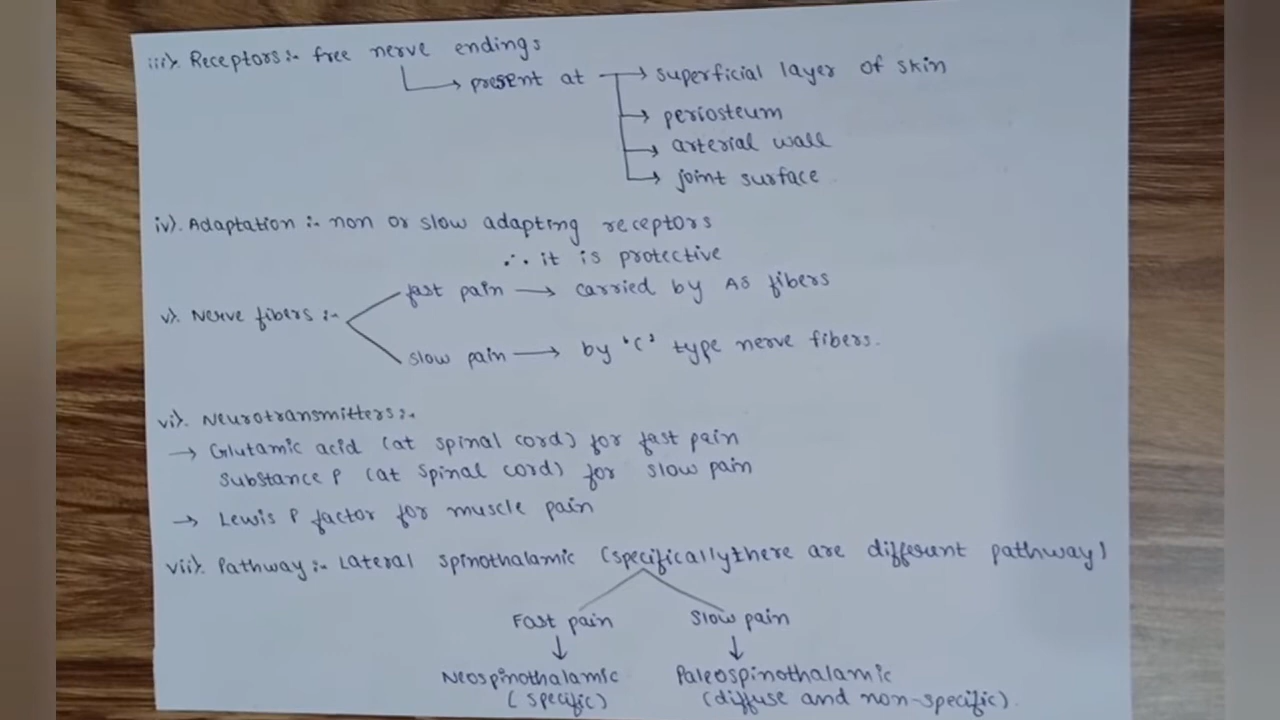 iii). Receptors :- free nerve endings
present at → superficial layer of skin
→ periosteum
→ arterial wall
→ joint surface
iv). Adaptation :- non or slow adapting receptors
∴ it is protective
fast pain → carried by Aδ fibers
v). Nerve fibers :-
slow pain → by 'C' type nerve fibers.
vi). Neurotransmitters :-
→ Glutamic acid (at spinal cord) for fast pain
substance P (at spinal cord) for slow pain
→ Lewis P factor for muscle pain
vii). Pathway :- Lateral spinothalamic (specifically there are different pathway)
Fast pain Slow pain
↓ ↓
Neospinothalamic Paleospinothalamic
(specific) (diffuse and non-specific).